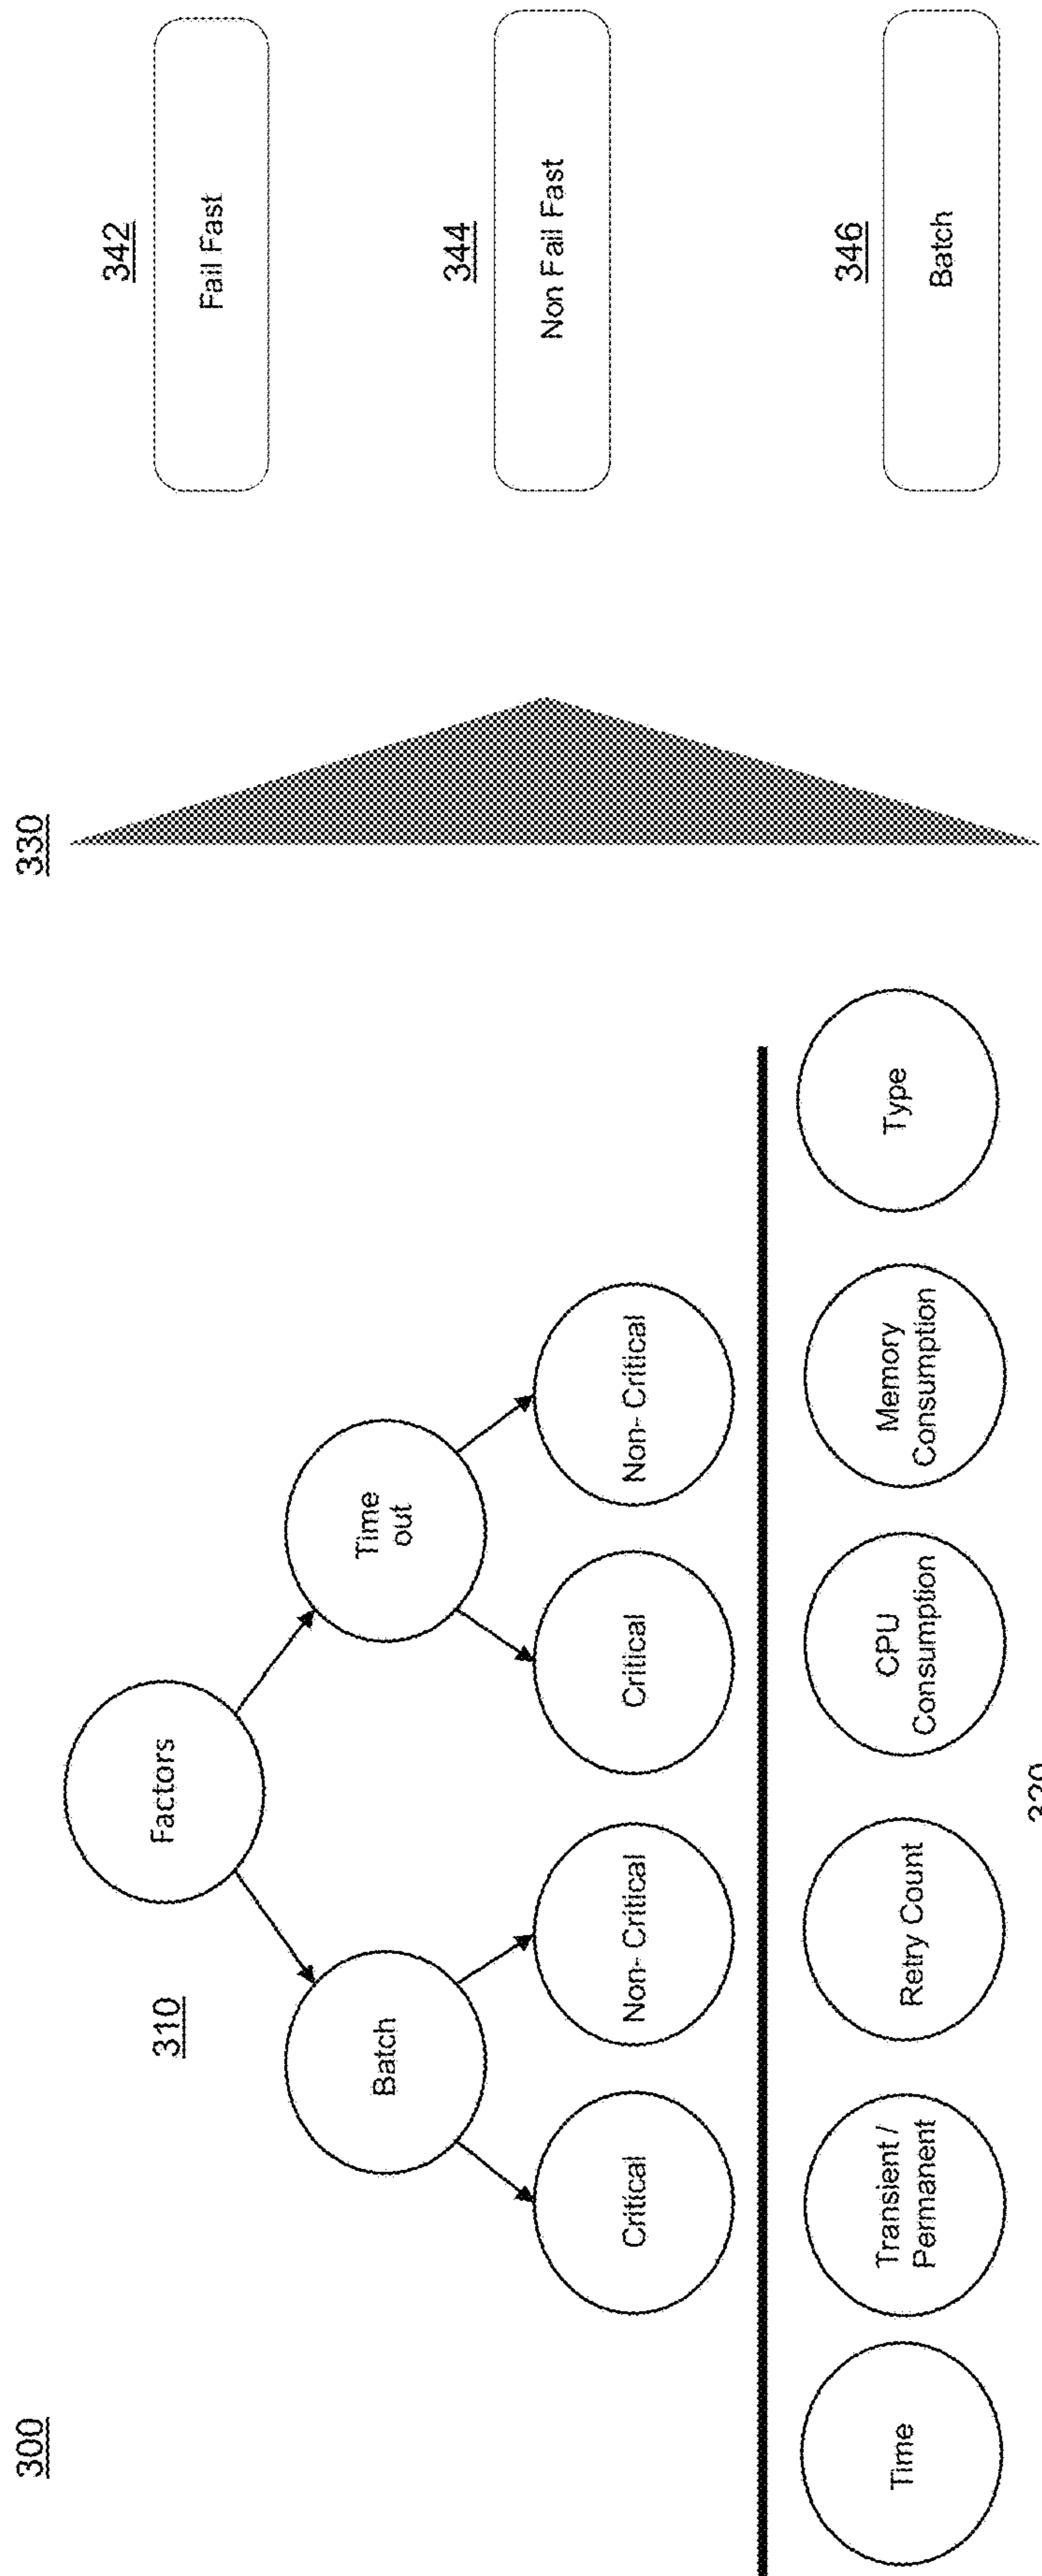 300
310
Factors
Batch
Time
out
Critical
Non- Critical
Critical
Non- Critical
Time
Transient /
Permanent
Retry Count
CPU
Consumption
Memory
Consumption
Type
330
342
Fail Fast
344
Non Fail Fast
346
Batch